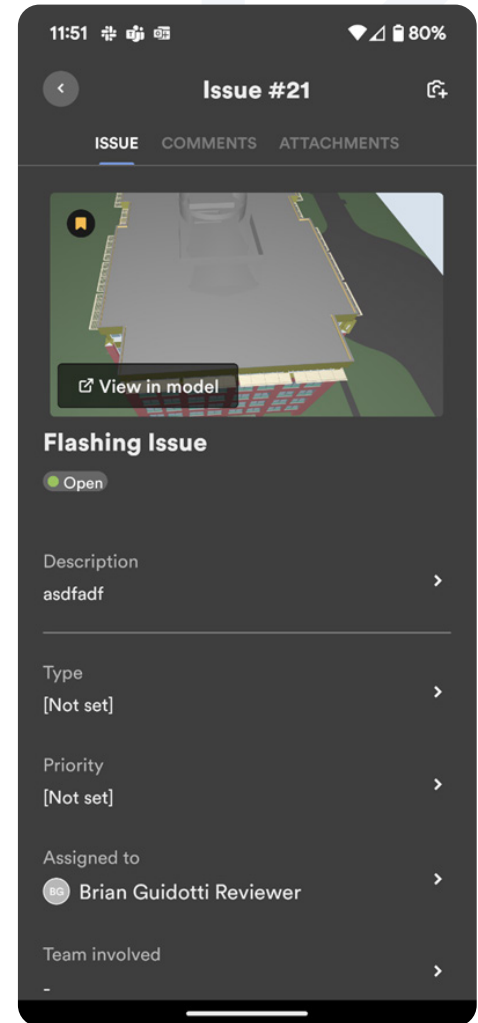 11:51 80%
Issue #21
ISSUE COMMENTS ATTACHMENTS
View in model
Flashing Issue
Open
Description
asdfadf
Type
[Not set]
Priority
[Not set]
Assigned to
BG Brian Guidotti Reviewer
Team involved
-